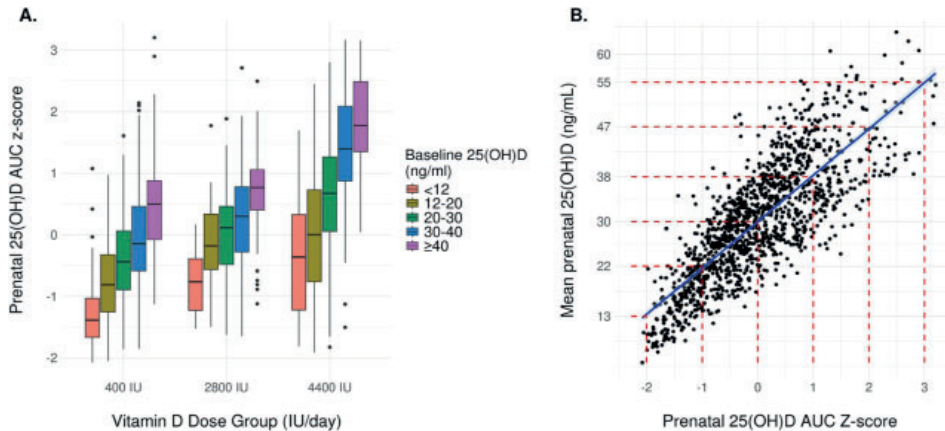 A.
Prenatal 25(OH)D AUC z-score
3
2
1
0
-1
-2
400 IU
2800 IU
4400 IU
Vitamin D Dose Group (IU/day)
Baseline 25(OH)D
(ng/ml)
<12
12-20
20-30
30-40
≥40
B.
Mean prenatal 25(OH)D (ng/mL)
60
55
47
38
30
22
13
-2
-1
0
1
2
3
Prenatal 25(OH)D AUC Z-score